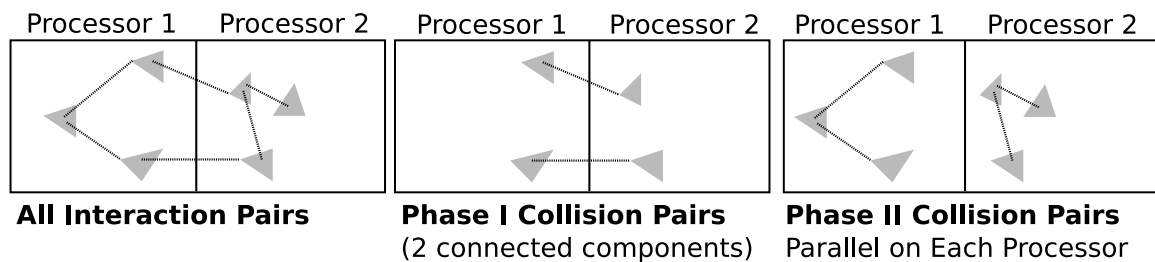 Processor 1 Processor 2 Processor 1 Processor 2 Processor 1 Processor 2
All Interaction Pairs
Phase I Collision Pairs
(2 connected components)
Phase II Collision Pairs
Parallel on Each Processor